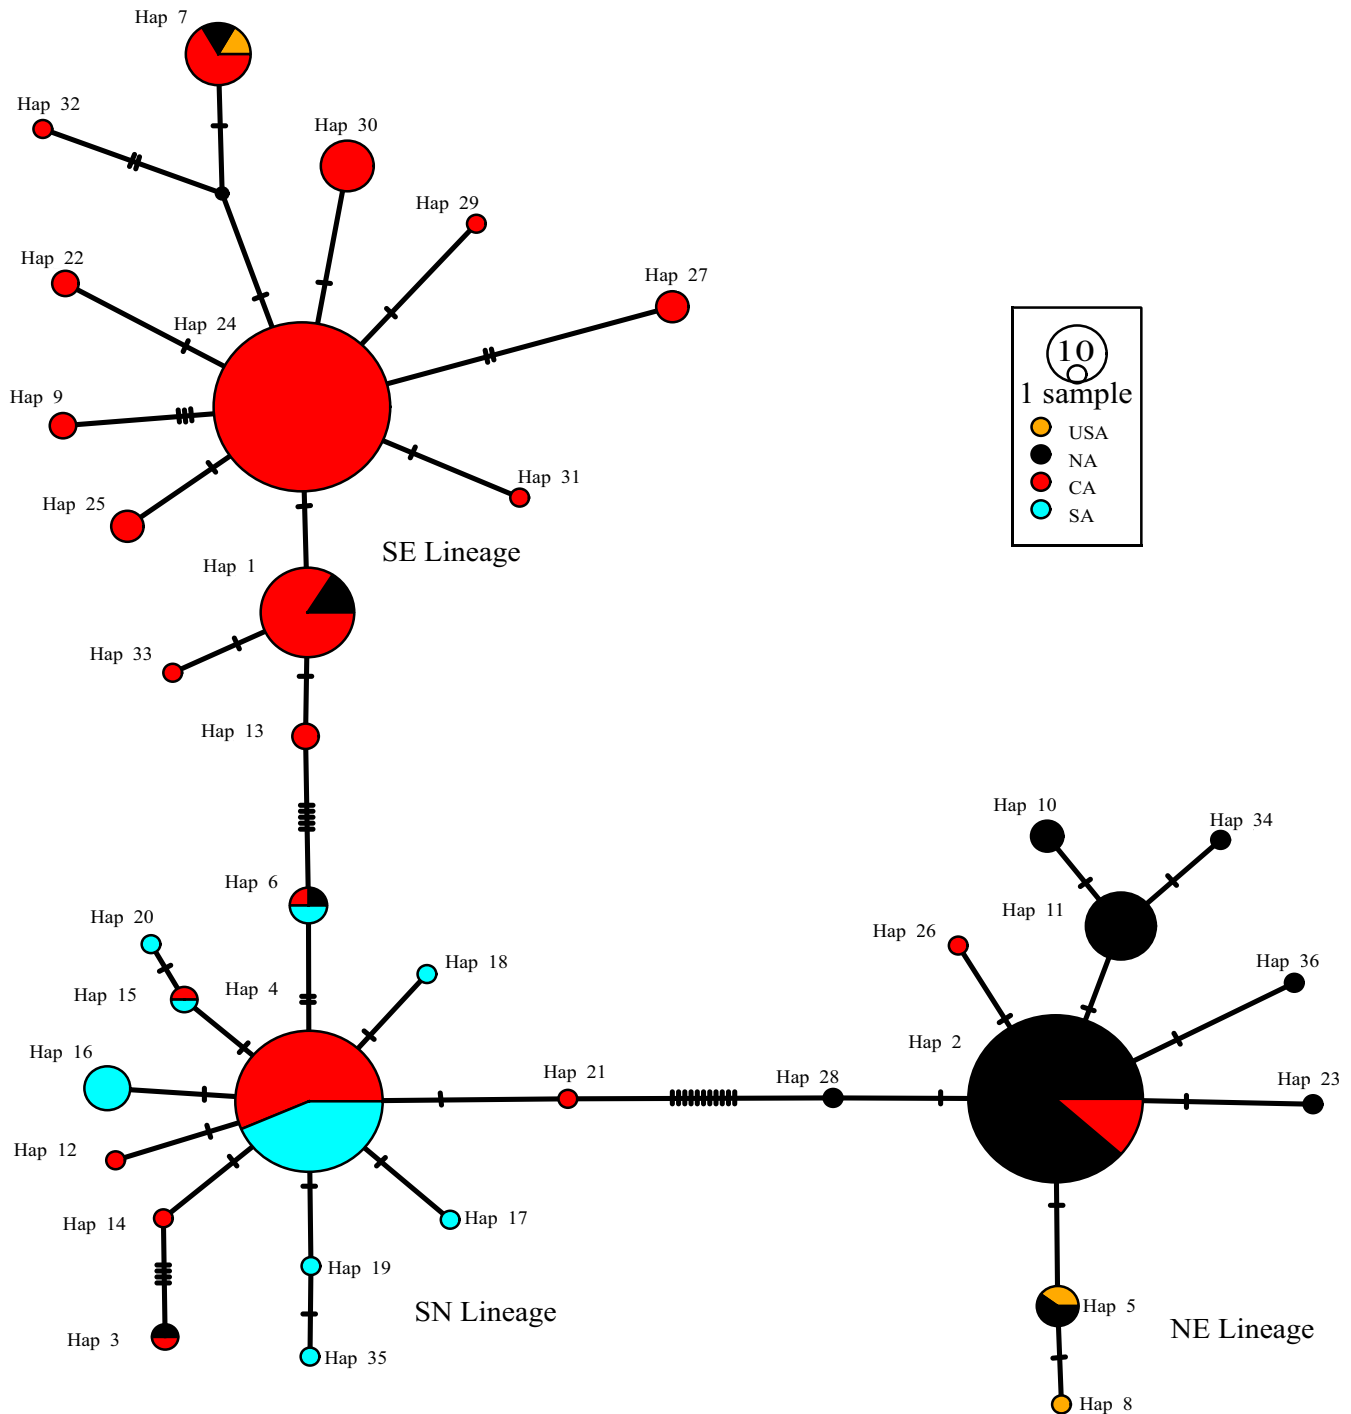 Hap 7
Hap 32
Hap 30
Hap 29
Hap 22
Hap 27
Hap 24
10
1 sample
USA
NA
CA
SA
Hap 9
Hap 31
Hap 25
SE Lineage
Hap 1
Hap 33
Hap 13
Hap 10
Hap 34
Hap 6
Hap 11
Hap 20
Hap 26
Hap 18
Hap 36
Hap 15
Hap 4
Hap 2
Hap 16
Hap 21
Hap 28
Hap 23
Hap 12
Hap 14
Hap 17
Hap 19
SN Lineage
Hap 5
NE Lineage
Hap 3
Hap 35
Hap 8